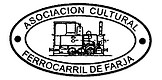 ASOCIACION CULTURAL
FERROCARRIL DE FARJA